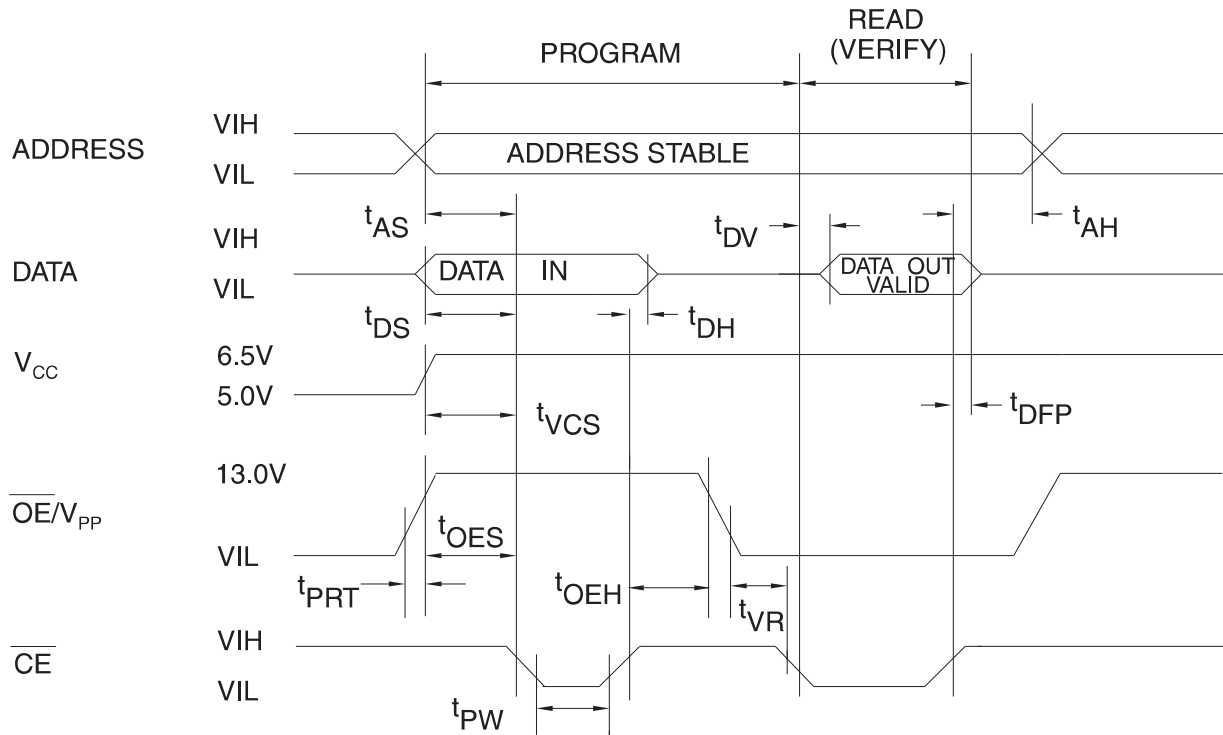 READ
(VERIFY)
PROGRAM
ADDRESS
VIH
VIL
ADDRESS STABLE
tAS
tDV
tAH
DATA
VIH
VIL
DATA IN
DATA OUT
VALID
tDS
tDH
VCC
6.5V
5.0V
tVCS
tDFP
OE/VPP
13.0V
VIL
tOES
tPRT
tOEH
tVR
CE
VIH
VIL
tPW